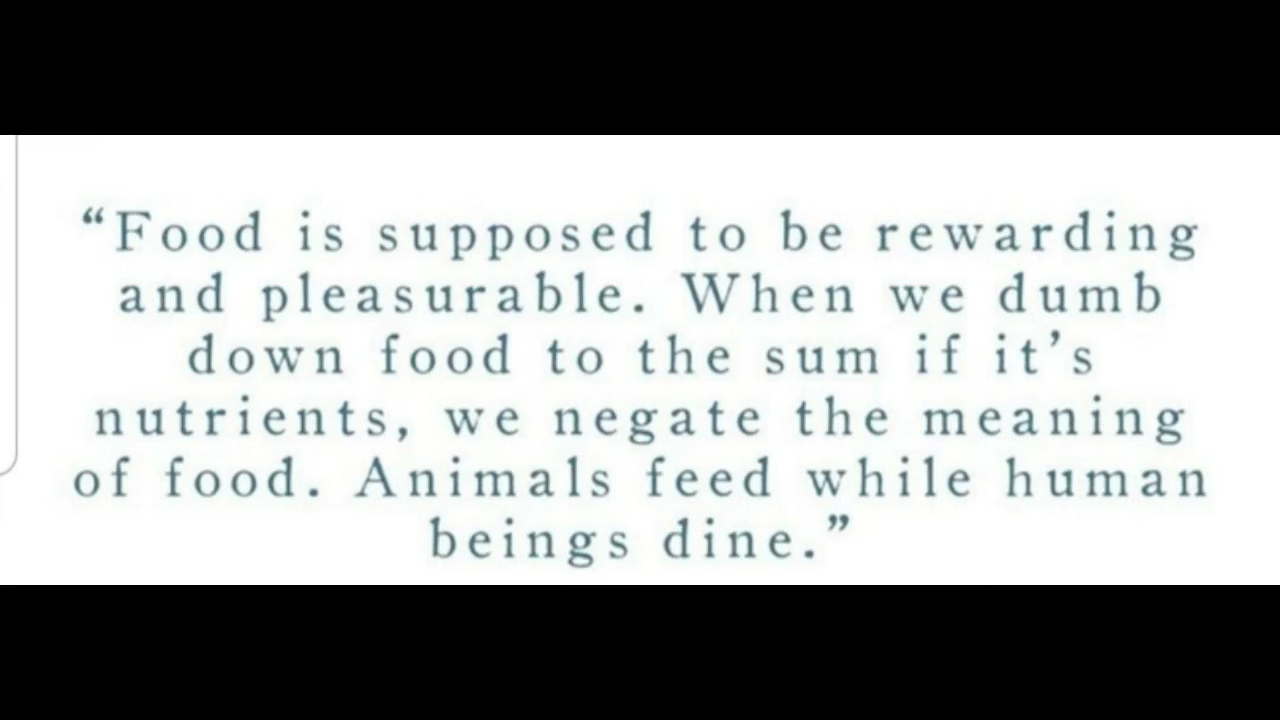 “Food is supposed to be rewarding
and pleasurable. When we dumb
down food to the sum if it’s
nutrients, we negate the meaning
of food. Animals feed while human
beings dine.”